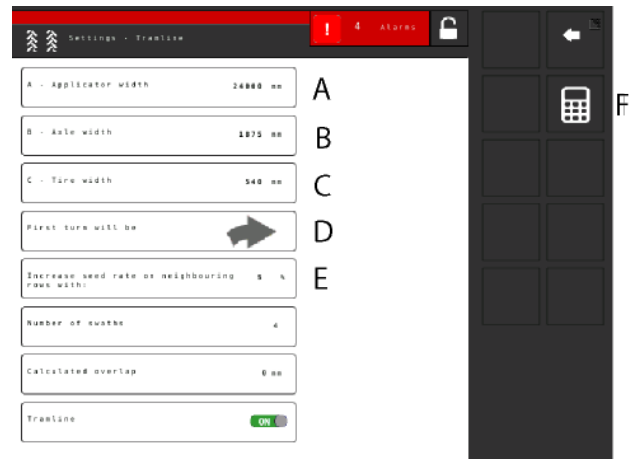 Settings - Tramline
! 4 Alarms
A - Applicator width 24000 mm
A
B - Axle width 1875 mm
B
C - Tire width 540 mm
C
First turn will be
D
Increase seed rate on neighbouring 5 %
rows with:
E
Number of swaths 4
Calculated overlap 0 mm
Tramline ON
F